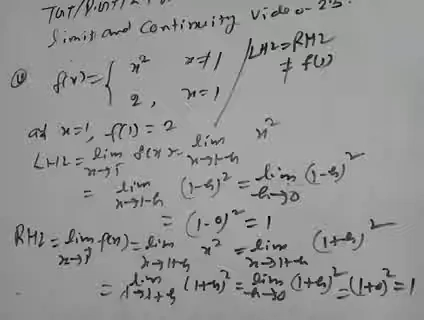 Limit and Continuity Video - 25.
④ f(x) = { x², x≠1
2, x=1
LHL = RHL
≠ f(1)
at x=1, f(1) = 2
LHL = lim x→1⁻ f(x) = lim x→1-h x²
= lim x→1-h (1-h)² = lim h→0 (1-h)²
= (1-0)² = 1
RHL = lim x→1⁺ f(x) = lim x→1+h x² = lim x→1+h (1+h)²
= lim 1→1+h (1+h)² = lim h→0 (1+h)² = (1+0)² = 1